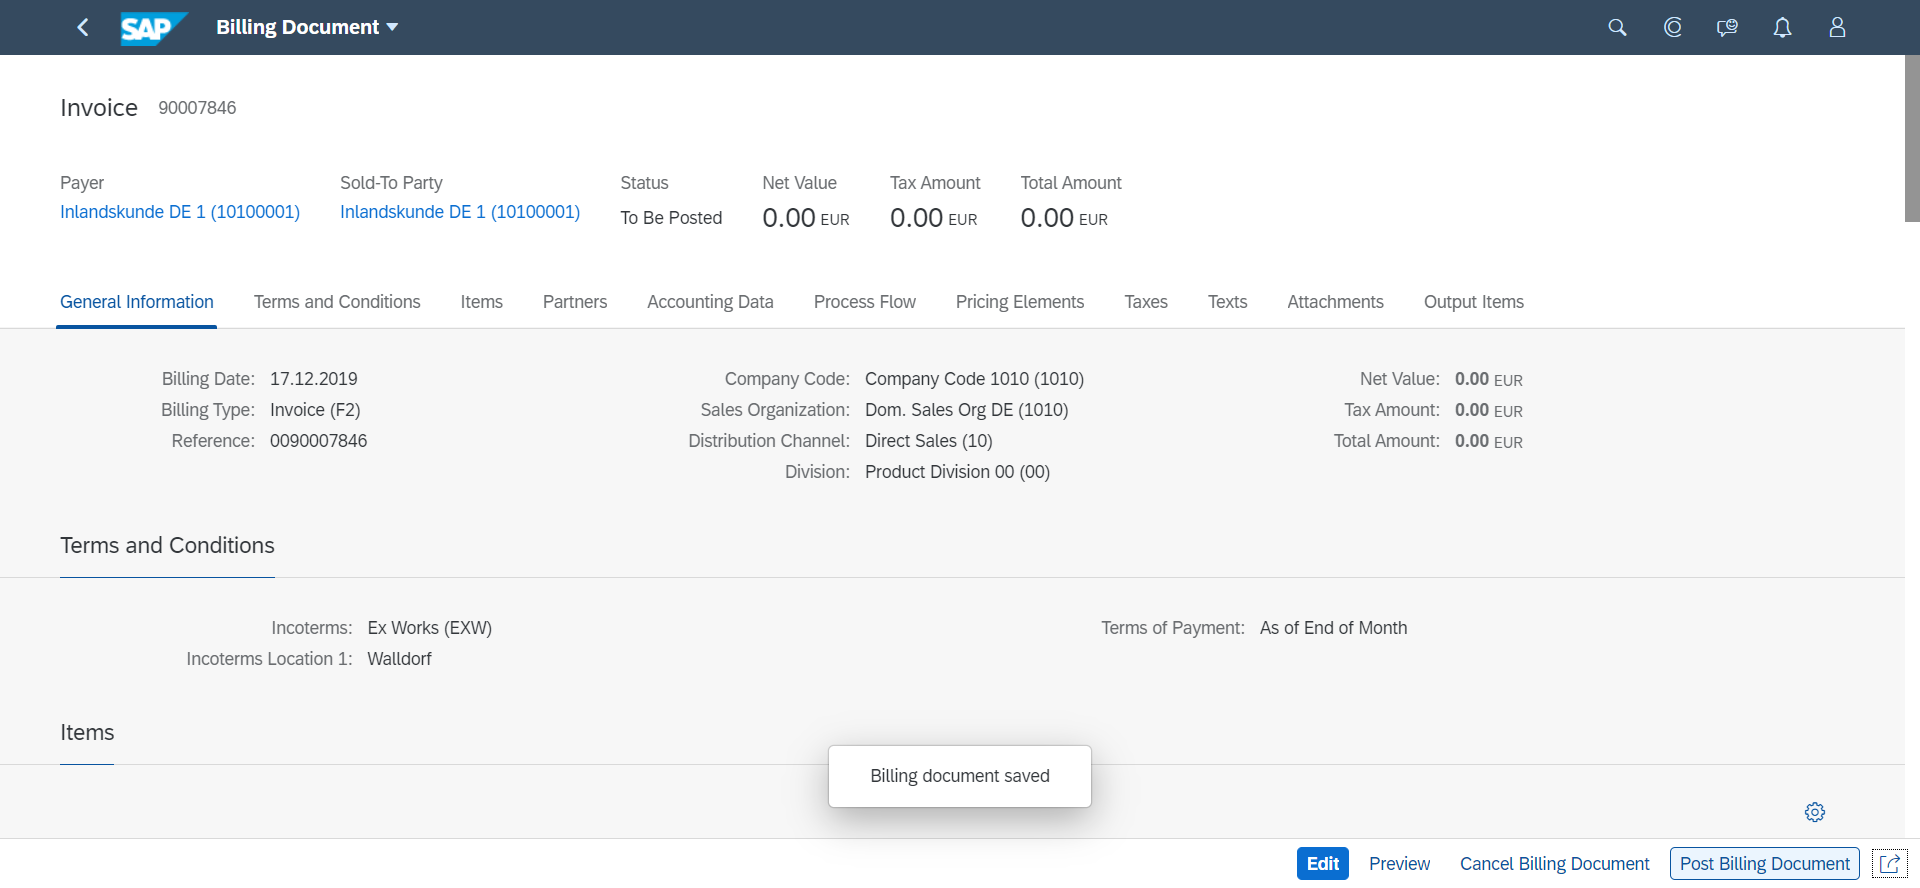 SAP Billing Document
Invoice 90007846
Payer Sold-To Party Status Net Value Tax Amount Total Amount
Inlandskunde DE 1 (10100001) Inlandskunde DE 1 (10100001) To Be Posted 0.00 EUR 0.00 EUR 0.00 EUR
General Information Terms and Conditions Items Partners Accounting Data Process Flow Pricing Elements Taxes Texts Attachments Output Items
Billing Date: 17.12.2019 Company Code: Company Code 1010 (1010) Net Value: 0.00 EUR
Billing Type: Invoice (F2) Sales Organization: Dom. Sales Org DE (1010) Tax Amount: 0.00 EUR
Reference: 0090007846 Distribution Channel: Direct Sales (10) Total Amount: 0.00 EUR
Division: Product Division 00 (00)
Terms and Conditions
Incoterms: Ex Works (EXW) Terms of Payment: As of End of Month
Incoterms Location 1: Walldorf
Items
Billing document saved
Edit Preview Cancel Billing Document Post Billing Document